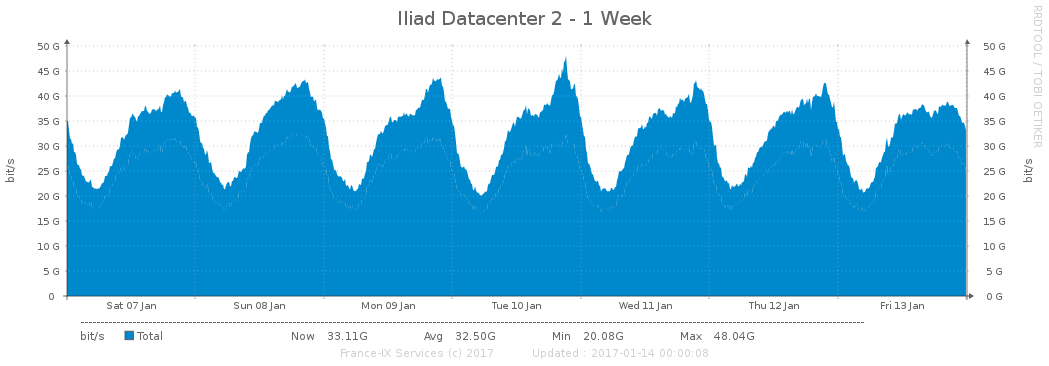 Iliad Datacenter 2 - 1 Week
RRDTOOL / TOBI OETIKER
bit/s
50 G 50 G
45 G 45 G
40 G 40 G
35 G 35 G
30 G 30 G
25 G 25 G
20 G 20 G
15 G 15 G
10 G 10 G
5 G 5 G
0 0 G
bit/s
Sat 07 Jan Sun 08 Jan Mon 09 Jan Tue 10 Jan Wed 11 Jan Thu 12 Jan Fri 13 Jan
bit/s Total Now 33.11G Avg 32.50G Min 20.08G Max 48.04G
France-IX Services (c) 2017 Updated : 2017-01-14 00:00:08